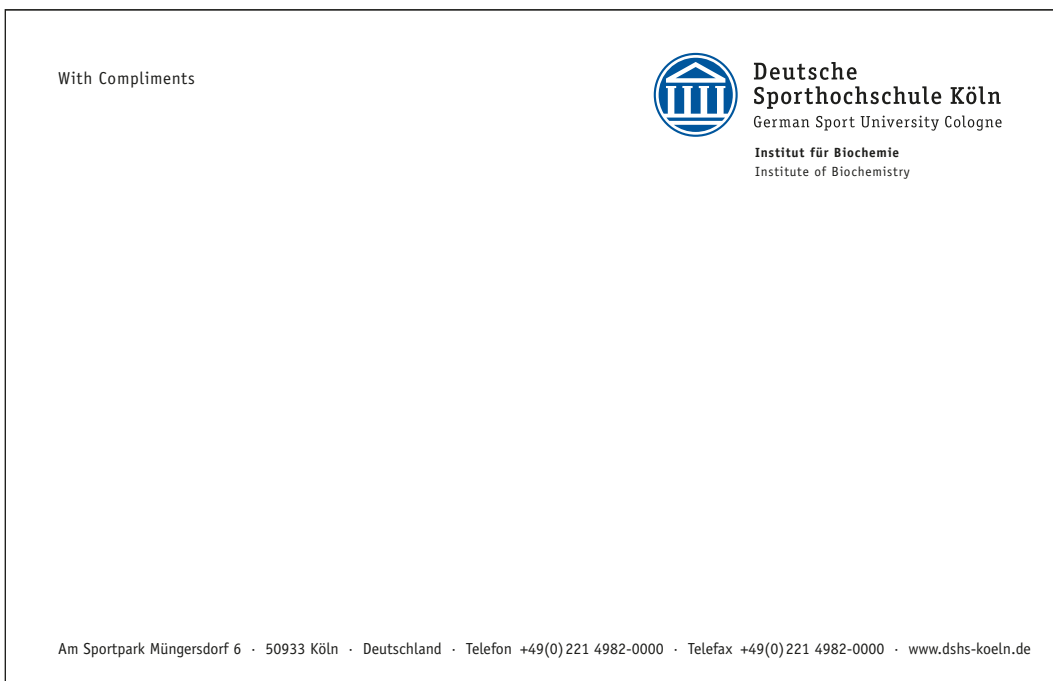 With Compliments
Deutsche
Sporthochschule Köln
German Sport University Cologne
Institut für Biochemie
Institute of Biochemistry
Am Sportpark Müngersdorf 6 · 50933 Köln · Deutschland · Telefon +49(0)221 4982-0000 · Telefax +49(0)221 4982-0000 · www.dshs-koeln.de